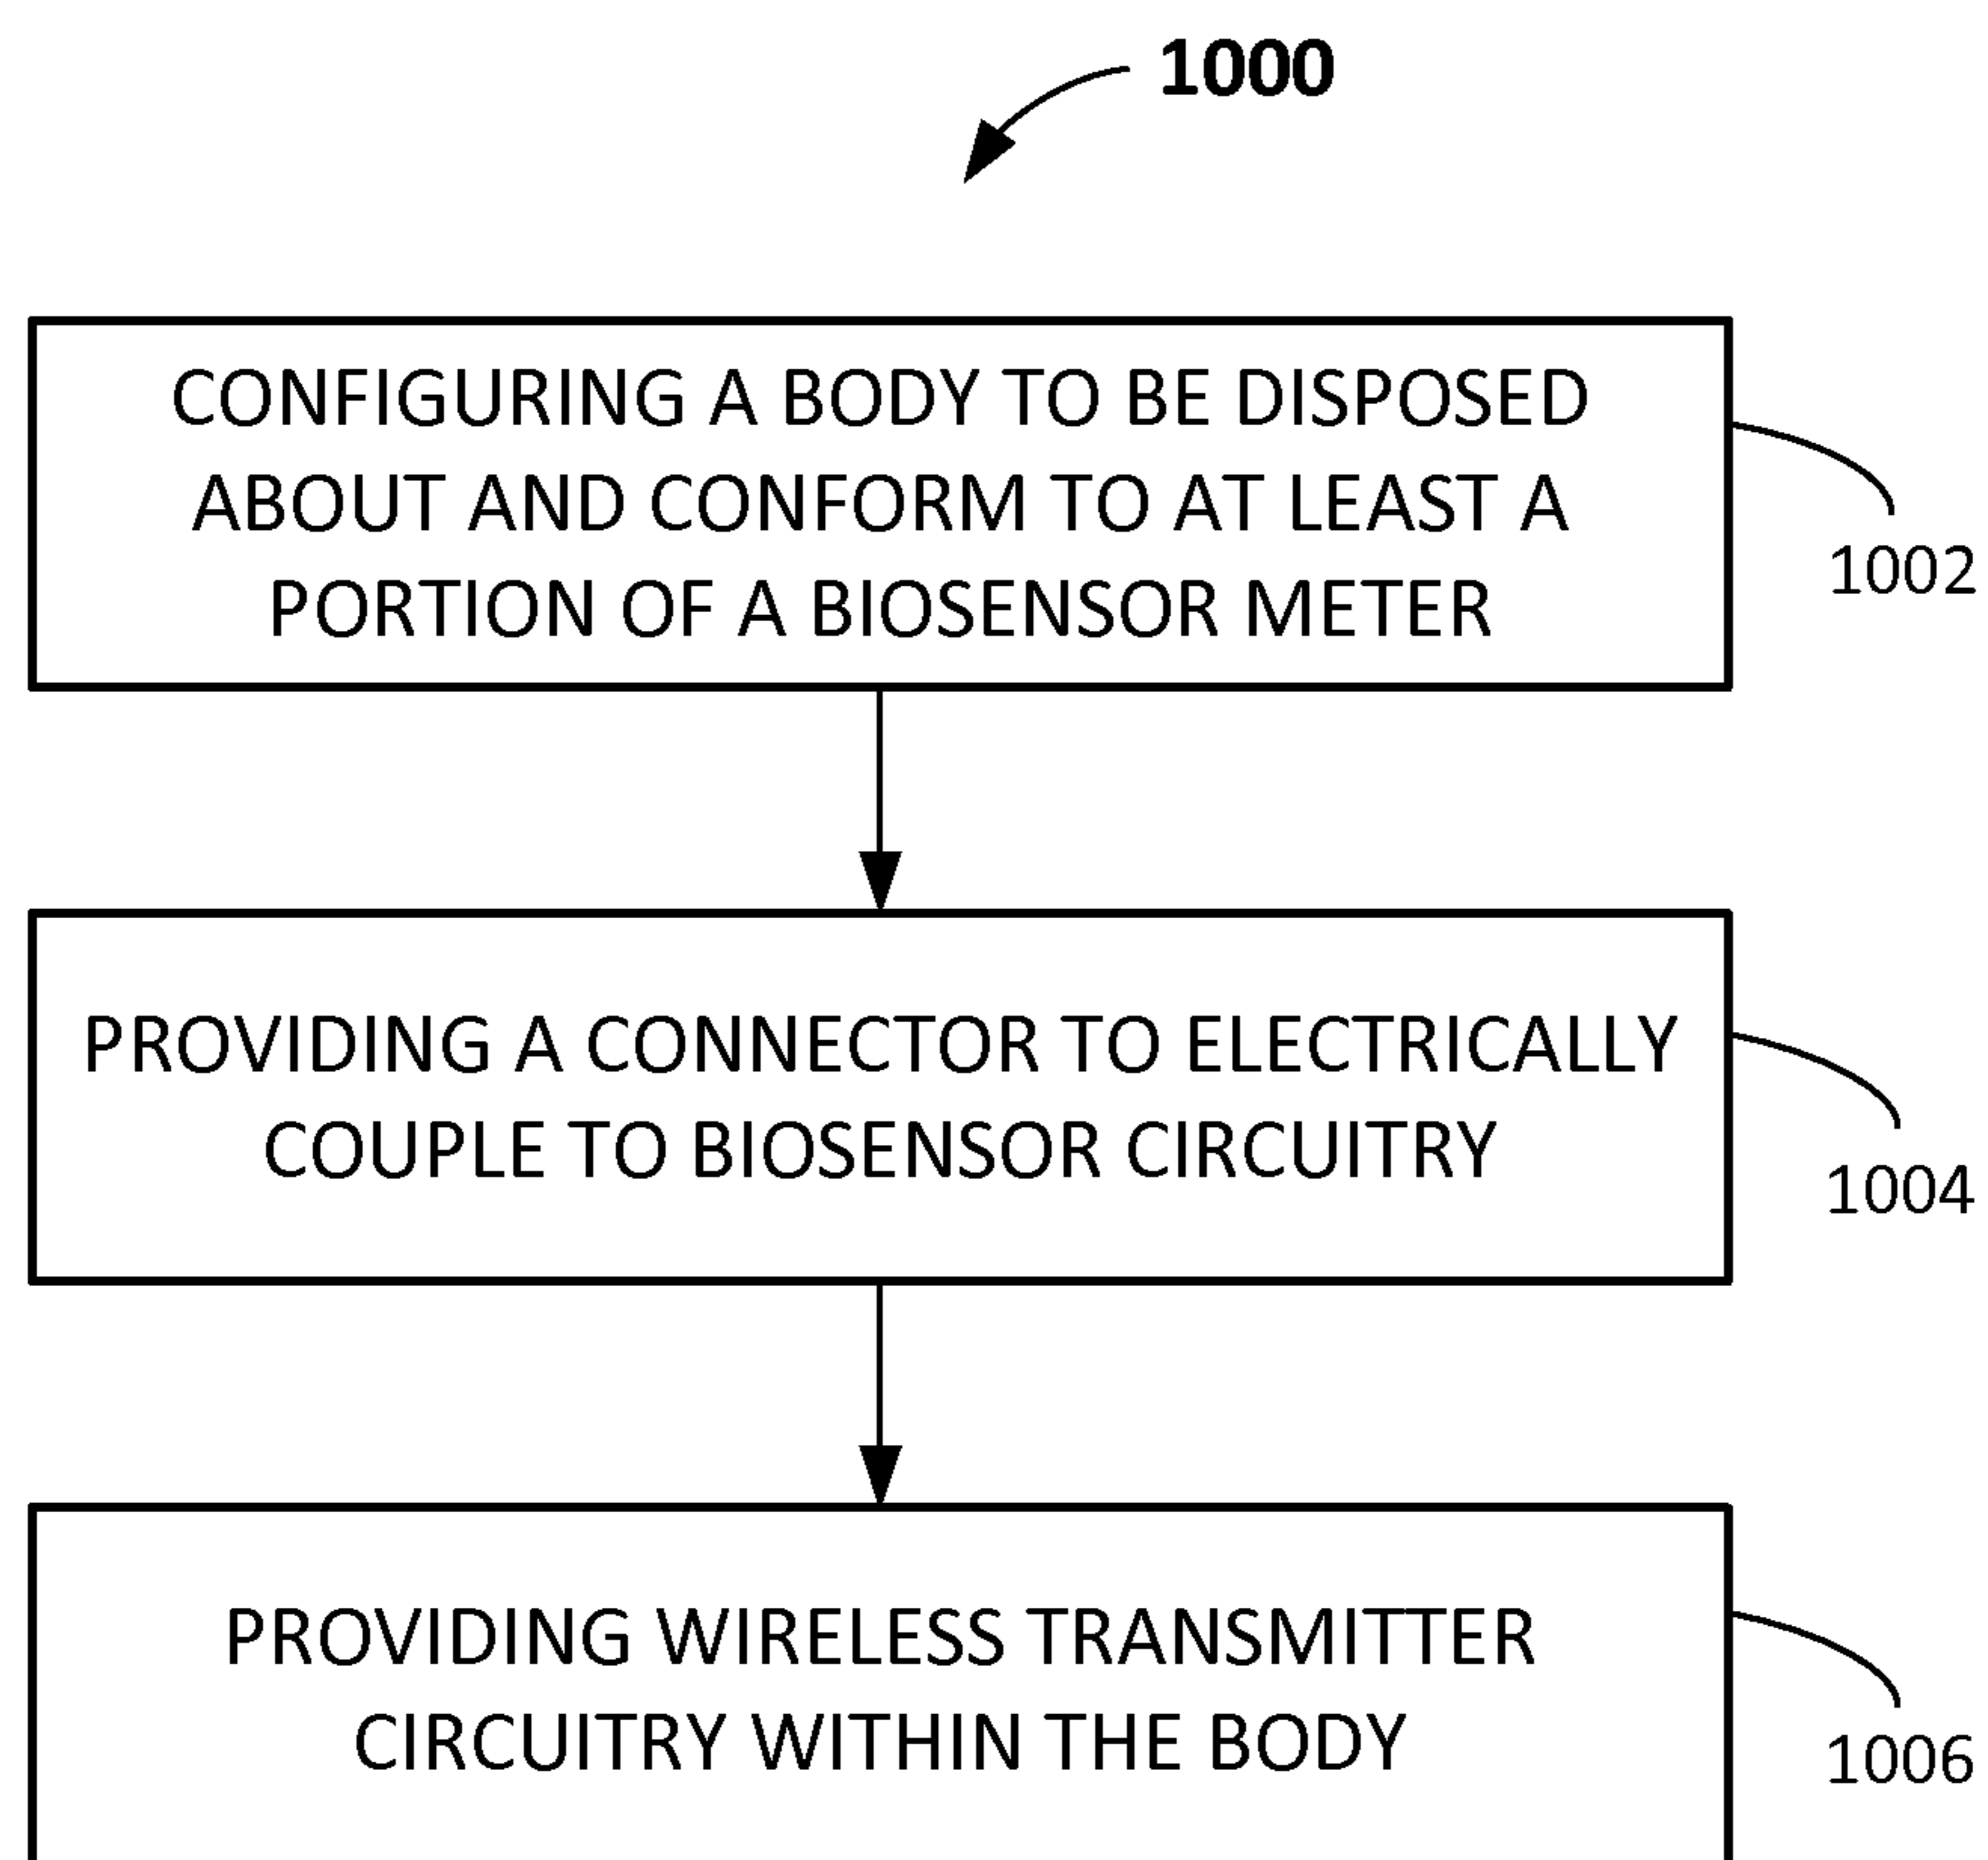 1000
CONFIGURING A BODY TO BE DISPOSED
ABOUT AND CONFORM TO AT LEAST A
PORTION OF A BIOSENSOR METER
1002
PROVIDING A CONNECTOR TO ELECTRICALLY
COUPLE TO BIOSENSOR CIRCUITRY
1004
PROVIDING WIRELESS TRANSMITTER
CIRCUITRY WITHIN THE BODY
1006